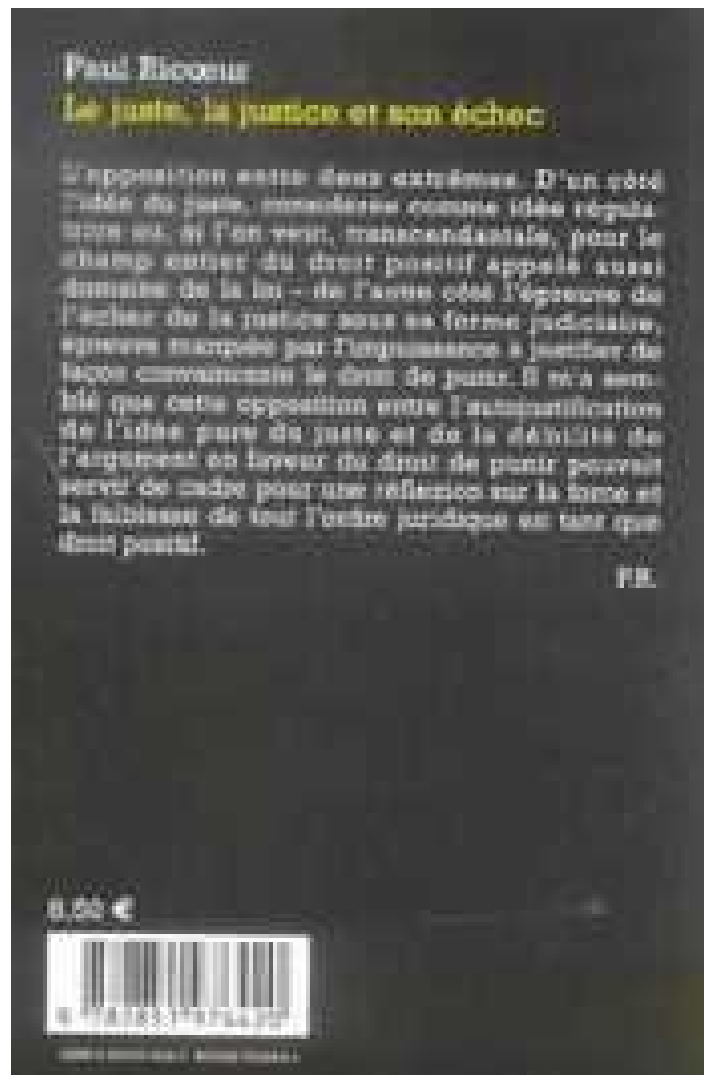 Paul Ricœur
Le juste, la justice et son échec
L'opposition entre deux extrêmes. D'un côté
l'idée du juste, considérée comme idée régula-
trice ou, si l'on veut, transcendantale, pour le
champ entier du droit positif appelé aussi
domaine de la loi – de l'autre côté l'épreuve de
l'échec de la justice sous sa forme judiciaire,
épreuve marquée par l'impuissance à justifier de
façon convaincante le droit de punir. Il m'a sem-
blé que cette opposition entre l'autojustification
de l'idée pure du juste et de la débilité de
l'argument en faveur du droit de punir pouvait
servir de cadre pour une réflexion sur la force et
la faiblesse de tout l'ordre juridique en tant que
droit positif.
P.R.
€